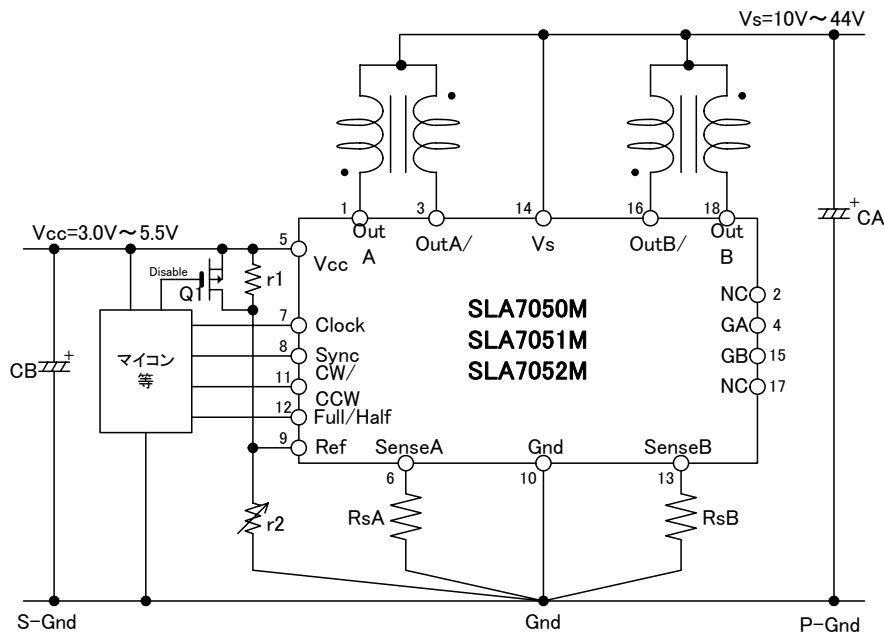 Vs=10V～44V
CA
1
3
14
16
18
Out
A
OutA/
Vs
OutB/
Out
B
Vcc=3.0V～5.5V
5
Vcc
Disable
Q1
r1
SLA7050M
SLA7051M
SLA7052M
NC 2
GA 4
GB 15
NC 17
CB
マイコン
等
7 Clock
8 Sync
11 CW/
CCW
12 Full/Half
9 Ref
SenseA
Gnd
SenseB
6
10
13
r2
RsA
RsB
S-Gnd
Gnd
P-Gnd